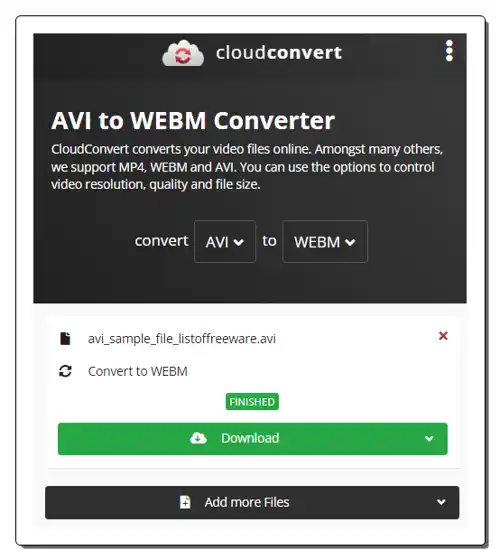 cloudconvert
AVI to WEBM Converter
CloudConvert converts your video files online. Amongst many others,
we support MP4, WEBM and AVI. You can use the options to control
video resolution, quality and file size.
convert AVI to WEBM
avi_sample_file_listoffreeware.avi
Convert to WEBM
FINISHED
Download
Add more Files